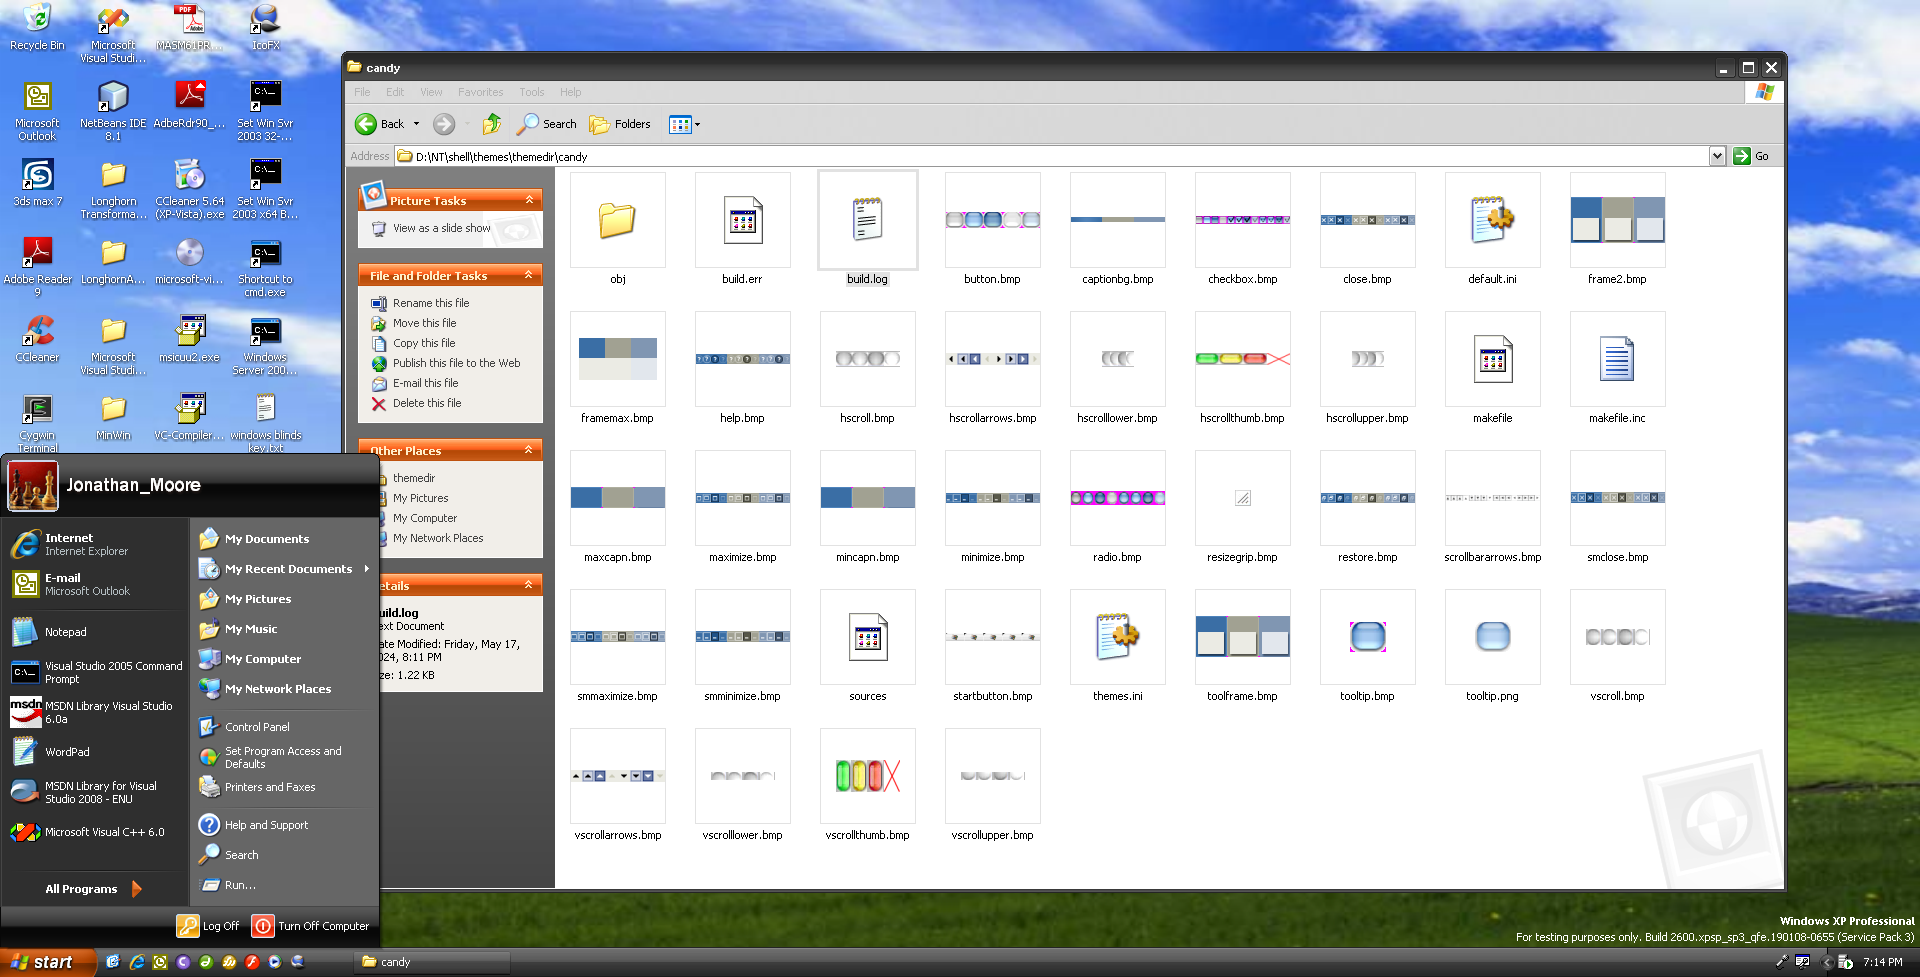 Recycle Bin
Microsoft
Visual Studi...
MASM61PR...
IcoFX
Microsoft
Outlook
NetBeans IDE
8.1
AdbeRdr90_...
Set Win Svr
2003 32-...
3ds max 7
Longhorn
Transforma...
CCleaner 5.64
(XP-Vista).exe
Set Win Svr
2003 x64 B...
Adobe Reader
9
LonghornA...
microsoft-vi...
Shortcut to
cmd.exe
CCleaner
Microsoft
Visual Studi...
msicuu2.exe
Windows
Server 200...
Cygwin
Terminal
MinWin
VC-Compiler...
windows blinds
key.txt
candy
File Edit View Favorites Tools Help
Back Search Folders
Address D:\NT\shell\themes\themedir\candy Go
Picture Tasks
View as a slide show
File and Folder Tasks
Rename this file
Move this file
Copy this file
Publish this file to the Web
E-mail this file
Delete this file
Other Places
themedir
My Pictures
My Computer
My Network Places
etails
uild.log
ext Document
ate Modified: Friday, May 17,
024, 8:11 PM
ze: 1.22 KB
obj build.err build.log button.bmp captionbg.bmp checkbox.bmp close.bmp default.ini frame2.bmp
framemax.bmp help.bmp hscroll.bmp hscrollarrows.bmp hscrolllower.bmp hscrollthumb.bmp hscrollupper.bmp makefile makefile.inc
maxcapn.bmp maximize.bmp mincapn.bmp minimize.bmp radio.bmp resizegrip.bmp restore.bmp scrollbararrows.bmp smclose.bmp
smmaximize.bmp smminimize.bmp sources startbutton.bmp themes.ini toolframe.bmp tooltip.bmp tooltip.png vscroll.bmp
vscrollarrows.bmp vscrolllower.bmp vscrollthumb.bmp vscrollupper.bmp
Jonathan_Moore
Internet
Internet Explorer
E-mail
Microsoft Outlook
Notepad
Visual Studio 2005 Command
Prompt
msdn
MSDN Library Visual Studio
6.0a
WordPad
MSDN Library for Visual
Studio 2008 - ENU
Microsoft Visual C++ 6.0
All Programs
My Documents
My Recent Documents
My Pictures
My Music
My Computer
My Network Places
Control Panel
Set Program Access and
Defaults
Printers and Faxes
Help and Support
Search
Run...
Log Off Turn Off Computer
Windows XP Professional
For testing purposes only. Build 2600.xpsp_sp3_qfe.190108-0655 (Service Pack 3)
start candy 7:14 PM